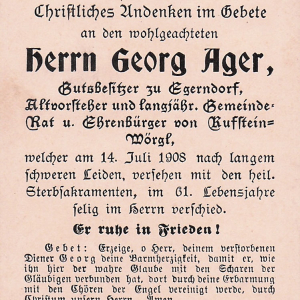 Christliches Andenken im Gebete
an den wohlgeachteten
Herrn Georg Ager,
Gutsbesitzer zu Egerndorf,
Altvorsteher und langjähr. Gemeinde-
Rat u. Ehrenbürger von Kufstein-
Wörgl,
welcher am 14. Juli 1908 nach langem
schweren Leiden, versehen mit den heil.
Sterbsakramenten, im 61. Lebensjahre
selig im Herrn verschied.
Er ruhe in Frieden!
Gebet: Erzeige, o Herr, deinem verstorbenen
Diener Georg deine Barmherzigkeit, damit er, wie
ihn hier der wahre Glaube mit den Scharen der
Gläubigen verbunden hat, dort durch deine Erbarmung
mit den Chören der Engel vereinigt werde, durch
Christum unsern Herrn. Amen.